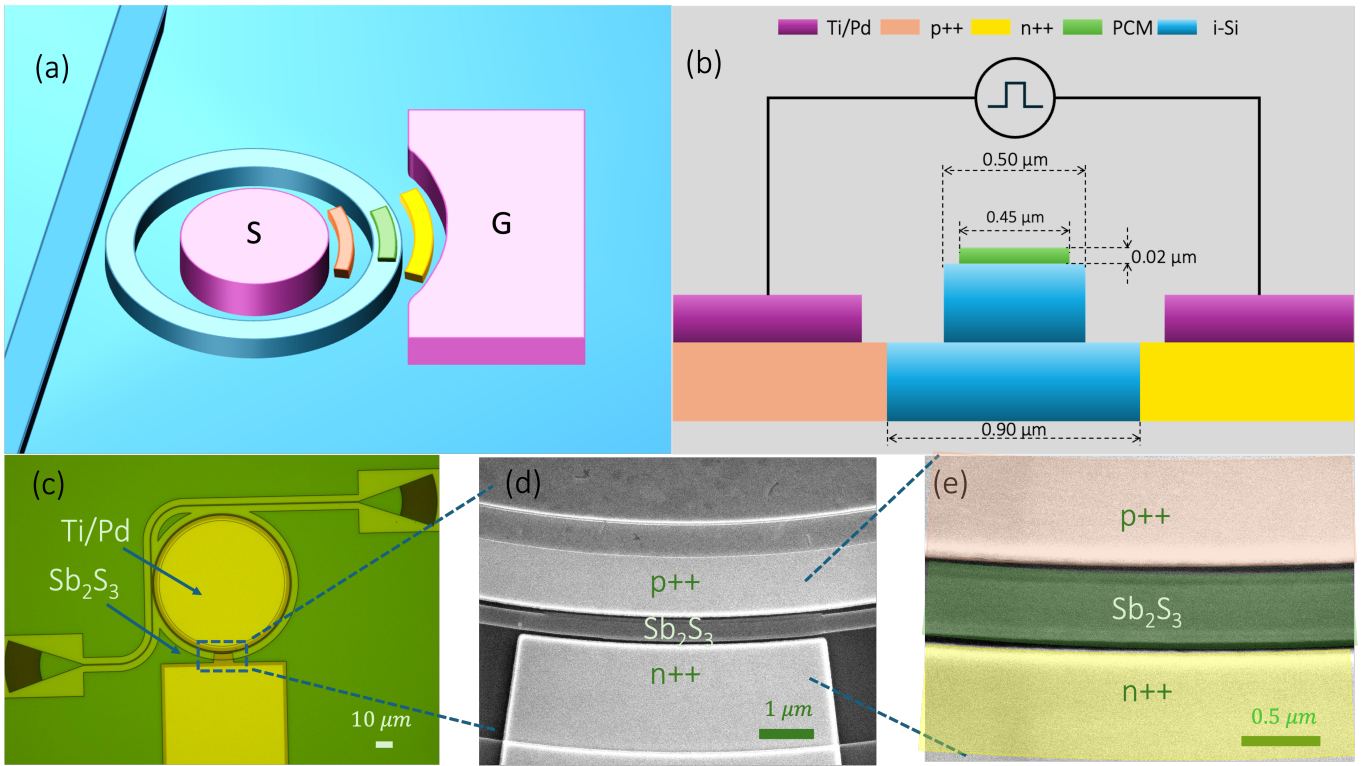 (a)
S
G
Ti/Pd p++ n++ PCM i-Si
(b)
0.50 μm
0.45 μm
0.02 μm
0.90 μm
(c)
Ti/Pd
Sb₂S₃
10 μm
(d)
p++
Sb₂S₃
n++
1 μm
(e)
p++
Sb₂S₃
n++
0.5 μm